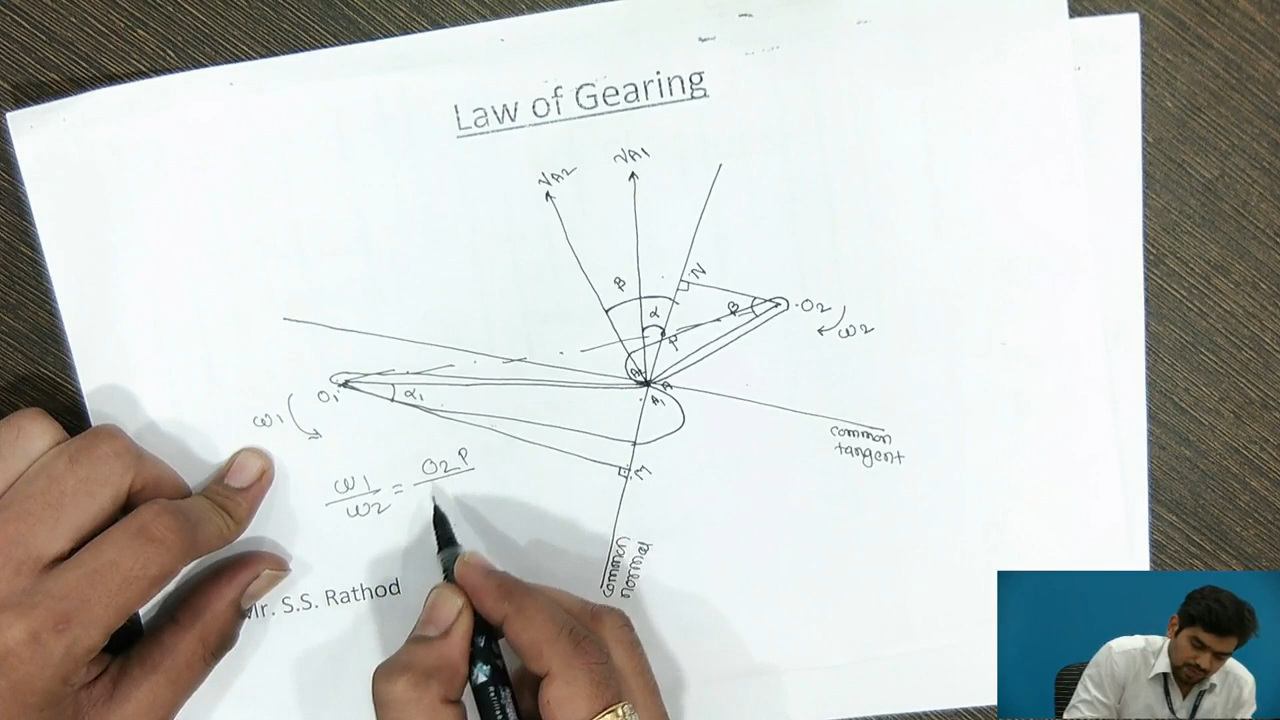 Law of Gearing
VA2
VA1
β
α
N
β
O2
ω2
P
O1
α1
A2
A
A1
ω1
common
tangent
M
ω1/ω2 = O2P
common
normal
Mr. S.S. Rathod